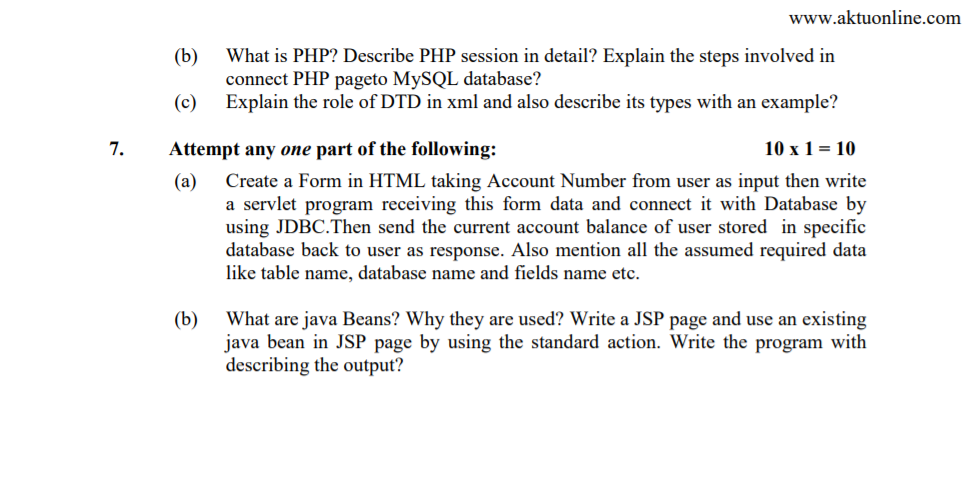 www.aktuonline.com
(b) What is PHP? Describe PHP session in detail? Explain the steps involved in
connect PHP pageto MySQL database?
(c) Explain the role of DTD in xml and also describe its types with an example?
7. Attempt any one part of the following: 10 x 1 = 10
(a) Create a Form in HTML taking Account Number from user as input then write
a servlet program receiving this form data and connect it with Database by
using JDBC.Then send the current account balance of user stored in specific
database back to user as response. Also mention all the assumed required data
like table name, database name and fields name etc.
(b) What are java Beans? Why they are used? Write a JSP page and use an existing
java bean in JSP page by using the standard action. Write the program with
describing the output?